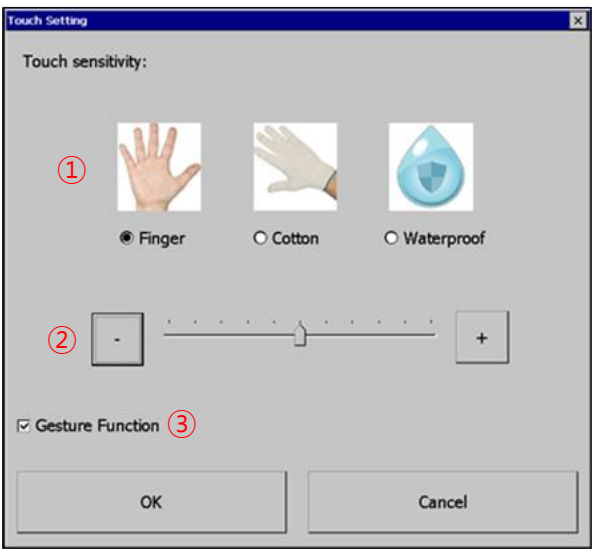 Touch Setting
Touch sensitivity:
①
Finger Cotton Waterproof
② - +
Gesture Function ③
OK Cancel